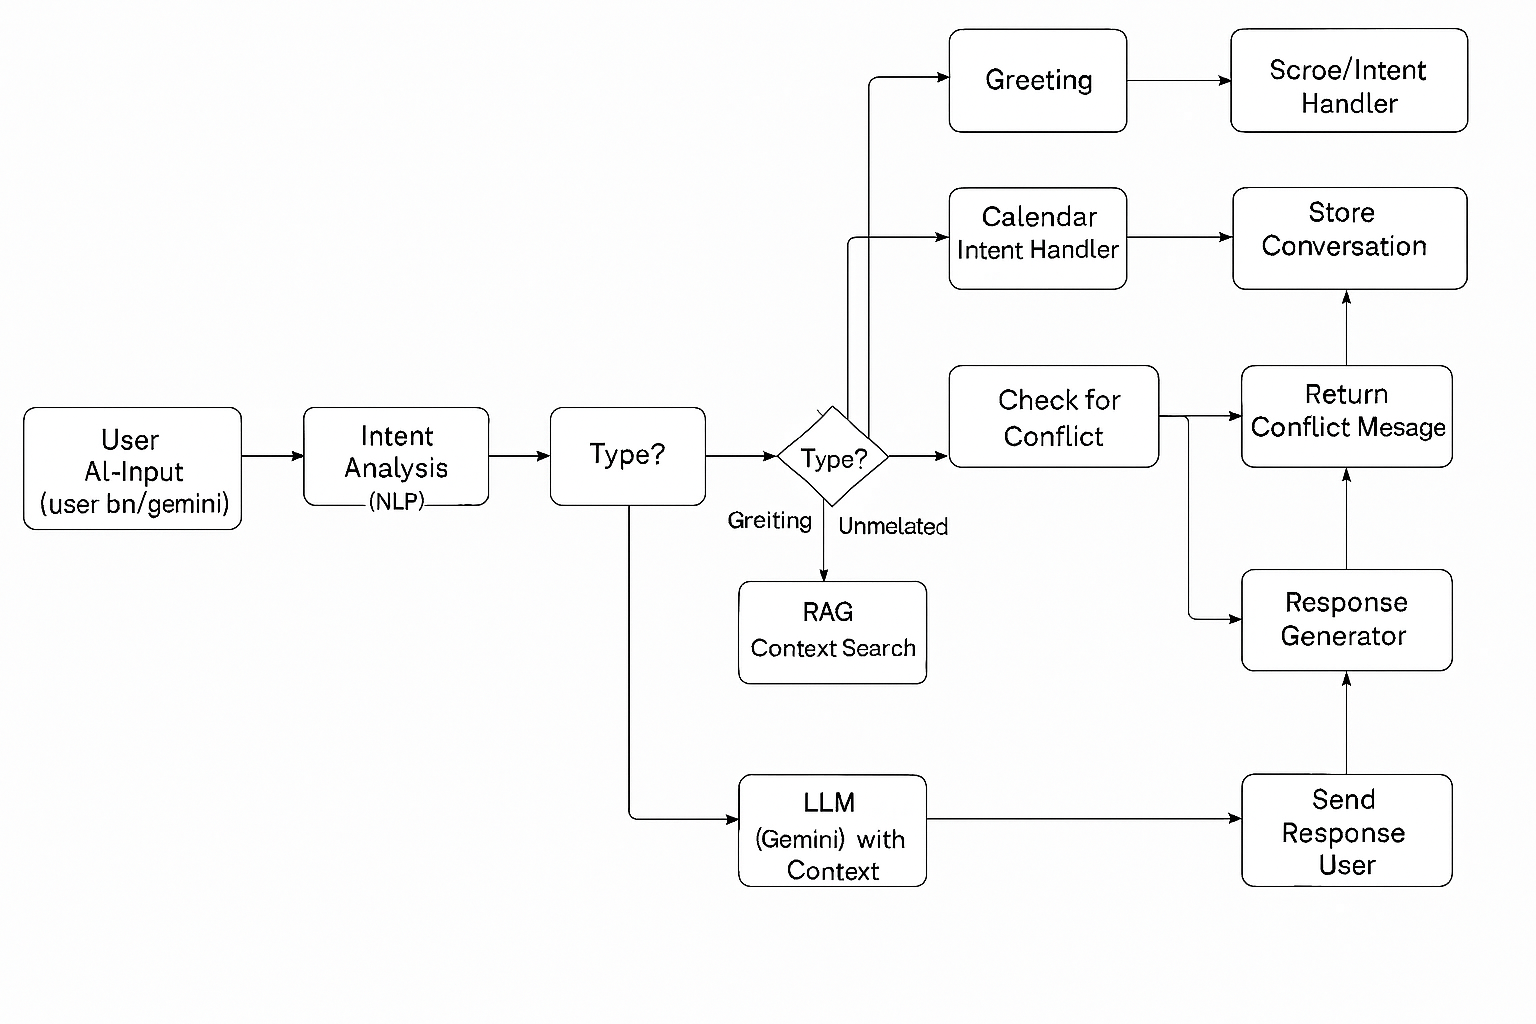 Greeting
Scroe/Intent
Handler
Calendar
Intent Handler
Store
Conversation
User
AI-Input
(user bn/gemini)
Intent
Analysis
(NLP)
Type?
Type?
Check for
Conflict
Return
Conflict Mesage
Greiting
Unmelated
RAG
Context Search
Response
Generator
LLM
(Gemini) with
Context
Send
Response
User